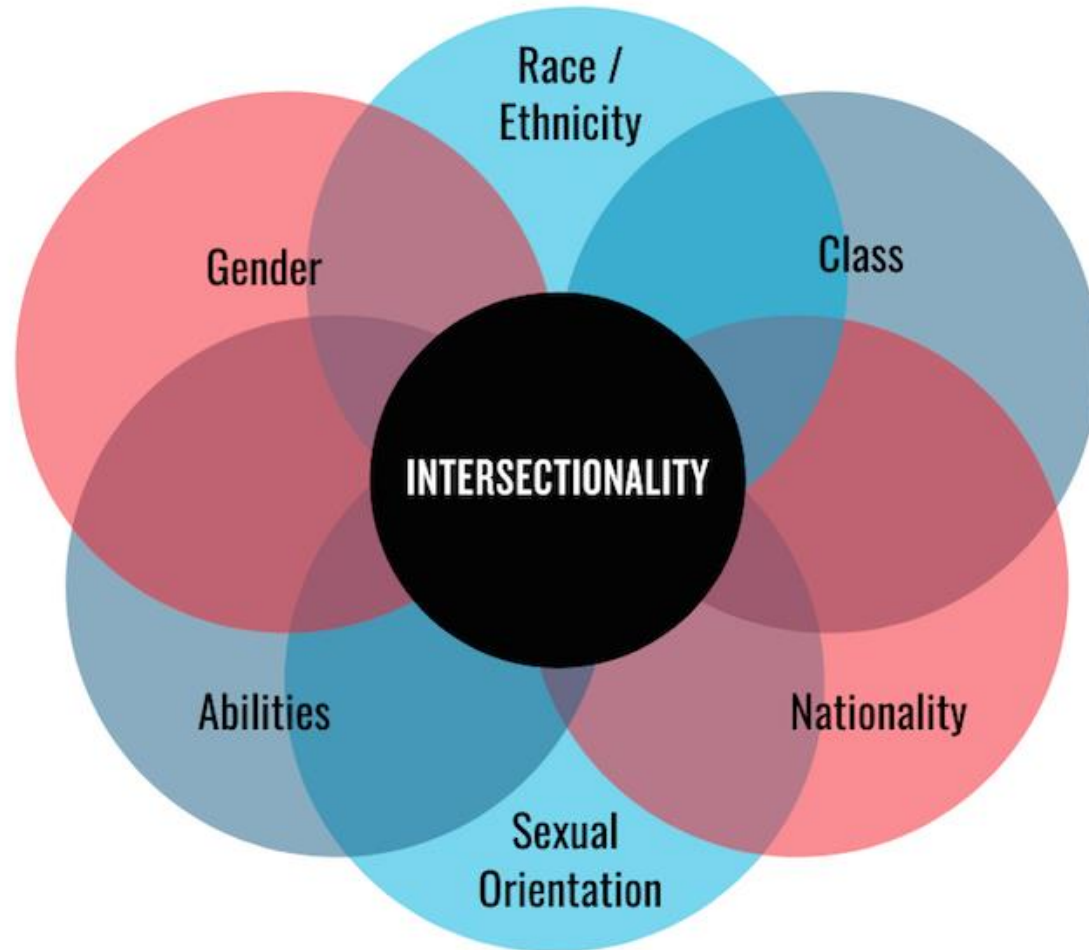 Race /
Ethnicity
Gender
Class
INTERSECTIONALITY
Abilities
Nationality
Sexual
Orientation